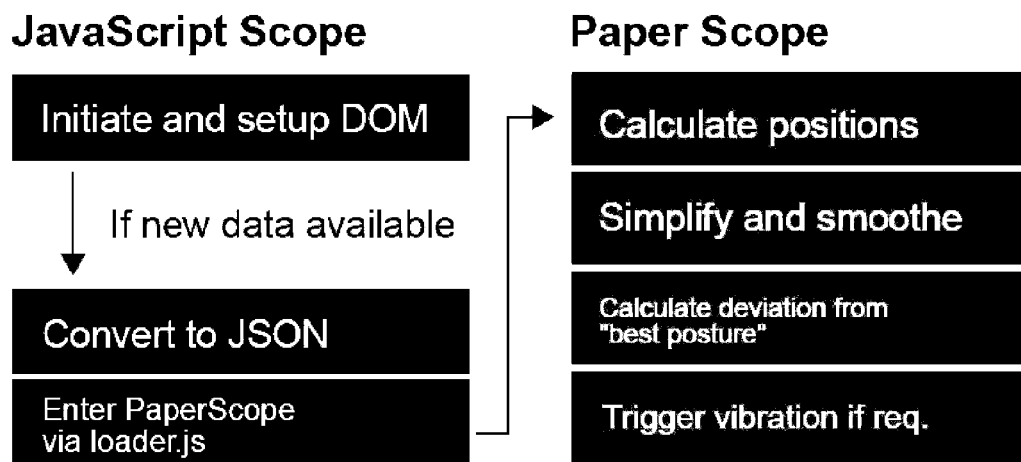 JavaScript Scope
Initiate and setup DOM
If new data available
Convert to JSON
Enter PaperScope
via loader.js
Paper Scope
Calculate positions
Simplify and smoothe
Calculate deviation from
"best posture"
Trigger vibration if req.